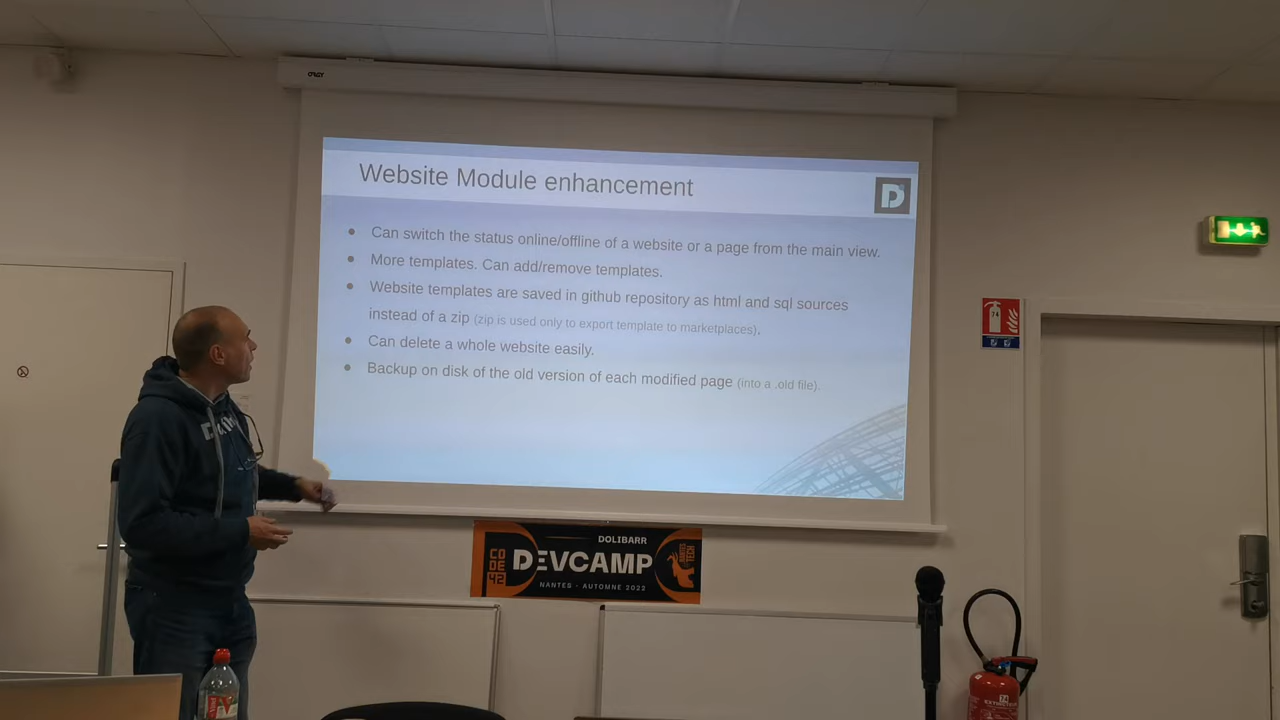 oray
Website Module enhancement
D
Can switch the status online/offline of a website or a page from the main view.
More templates. Can add/remove templates.
Website templates are saved in github repository as html and sql sources
instead of a zip (zip is used only to export template to marketplaces).
Can delete a whole website easily.
Backup on disk of the old version of each modified page (into a .old file).
DOLIBARR
CO
DE
42
DEVCAMP
NANTES - AUTOMNE 2022